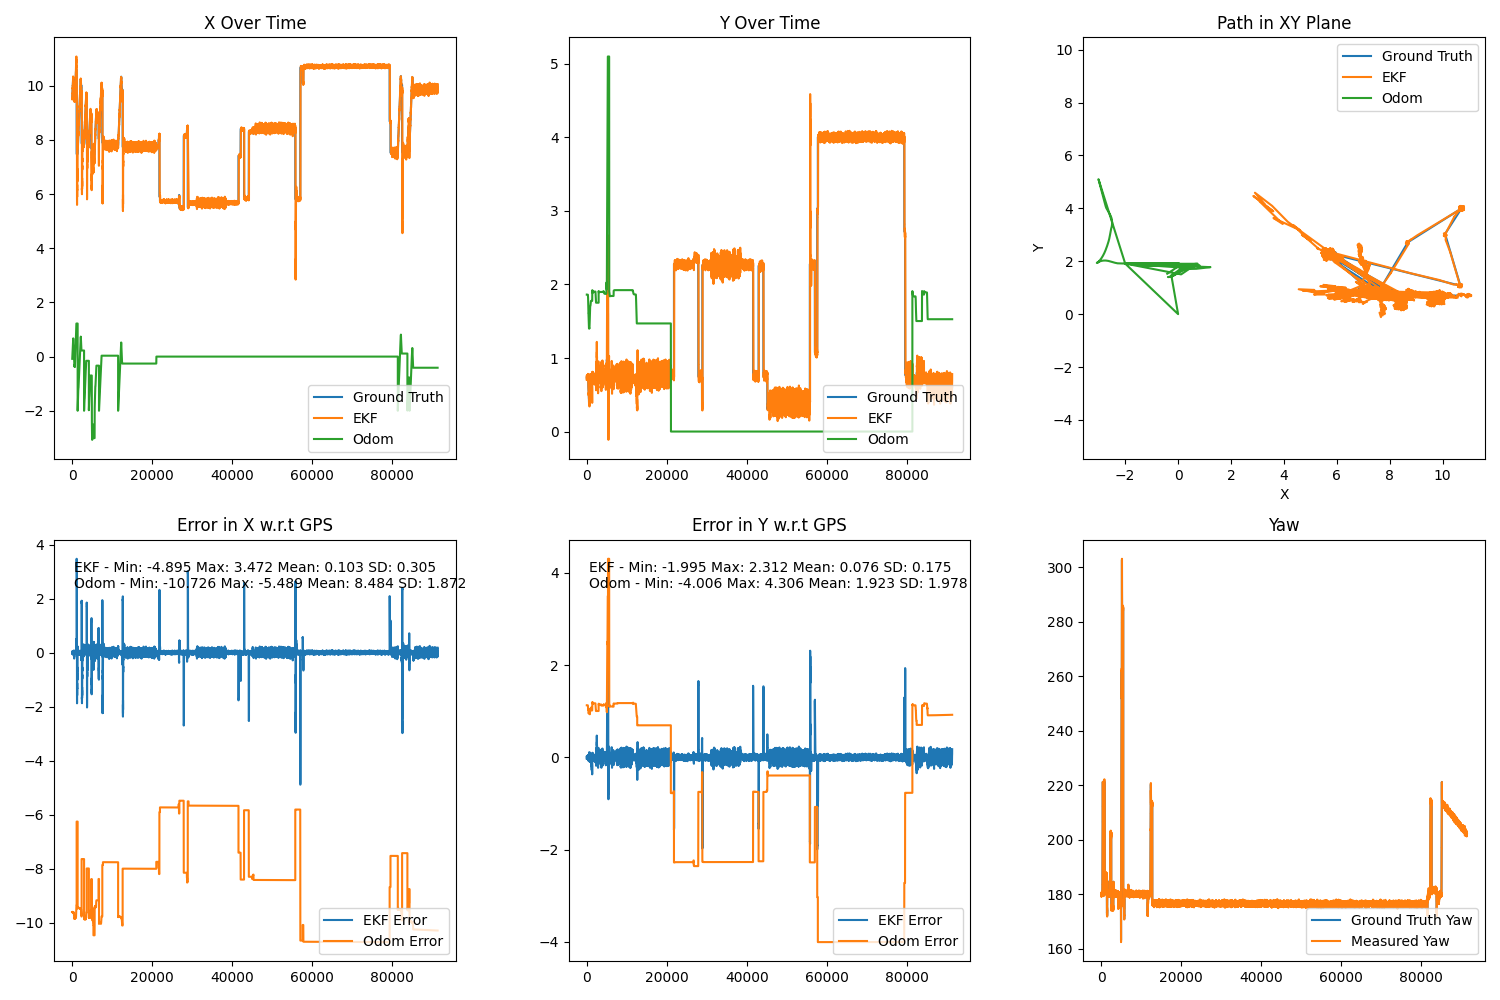 X Over Time
10
8
6
4
2
0
−2
0
20000
40000
60000
80000
Ground Truth
EKF
Odom
Y Over Time
5
4
3
2
1
0
0
20000
40000
60000
80000
Ground Truth
EKF
Odom
Path in XY Plane
Y
10
8
6
4
2
0
−2
−4
−2
0
2
4
6
8
10
X
Ground Truth
EKF
Odom
Error in X w.r.t GPS
EKF - Min: -4.895 Max: 3.472 Mean: 0.103 SD: 0.305
Odom - Min: -10.726 Max: -5.489 Mean: 8.484 SD: 1.872
4
2
0
−2
−4
−6
−8
−10
0
20000
40000
60000
80000
EKF Error
Odom Error
Error in Y w.r.t GPS
EKF - Min: -1.995 Max: 2.312 Mean: 0.076 SD: 0.175
Odom - Min: -4.006 Max: 4.306 Mean: 1.923 SD: 1.978
4
2
0
−2
−4
0
20000
40000
60000
80000
EKF Error
Odom Error
Yaw
300
280
260
240
220
200
180
160
0
20000
40000
60000
80000
Ground Truth Yaw
Measured Yaw